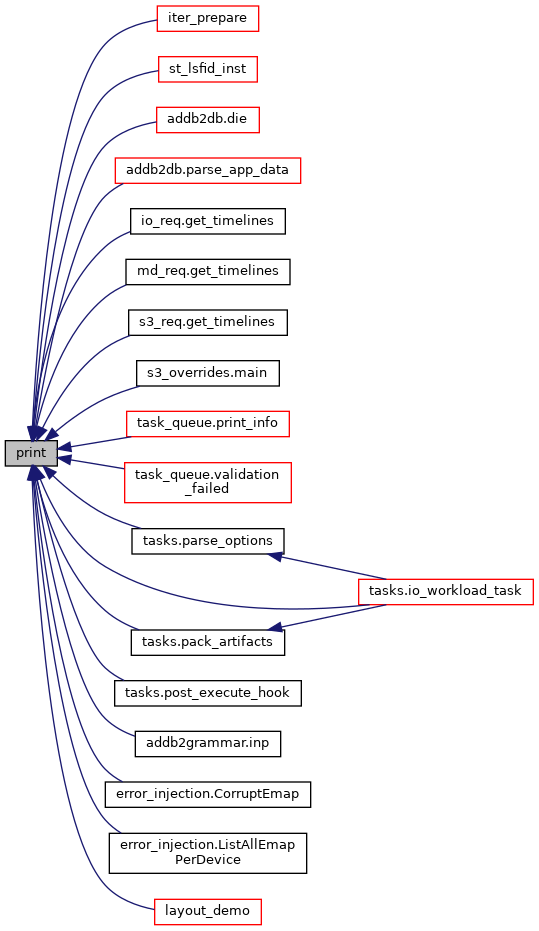 iter_prepare
st_lsfid_inst
addb2db.die
addb2db.parse_app_data
io_req.get_timelines
md_req.get_timelines
s3_req.get_timelines
s3_overrides.main
task_queue.print_info
print
task_queue.validation
_failed
tasks.parse_options
tasks.io_workload_task
tasks.pack_artifacts
tasks.post_execute_hook
addb2grammar.inp
error_injection.CorruptEmap
error_injection.ListAllEmap
PerDevice
layout_demo